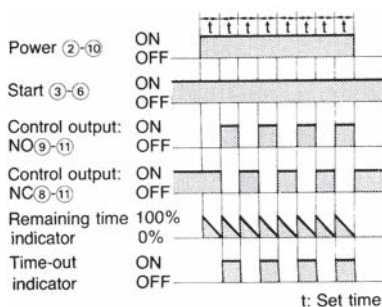 t t t t t t t t
Power ②-⑩ ON
OFF
Start ③-⑥ ON
OFF
Control output: ON
NO⑨-⑪ OFF
Control output: ON
NC⑧-⑪ OFF
Remaining time 100%
indicator 0%
Time-out ON
indicator OFF
t: Set time